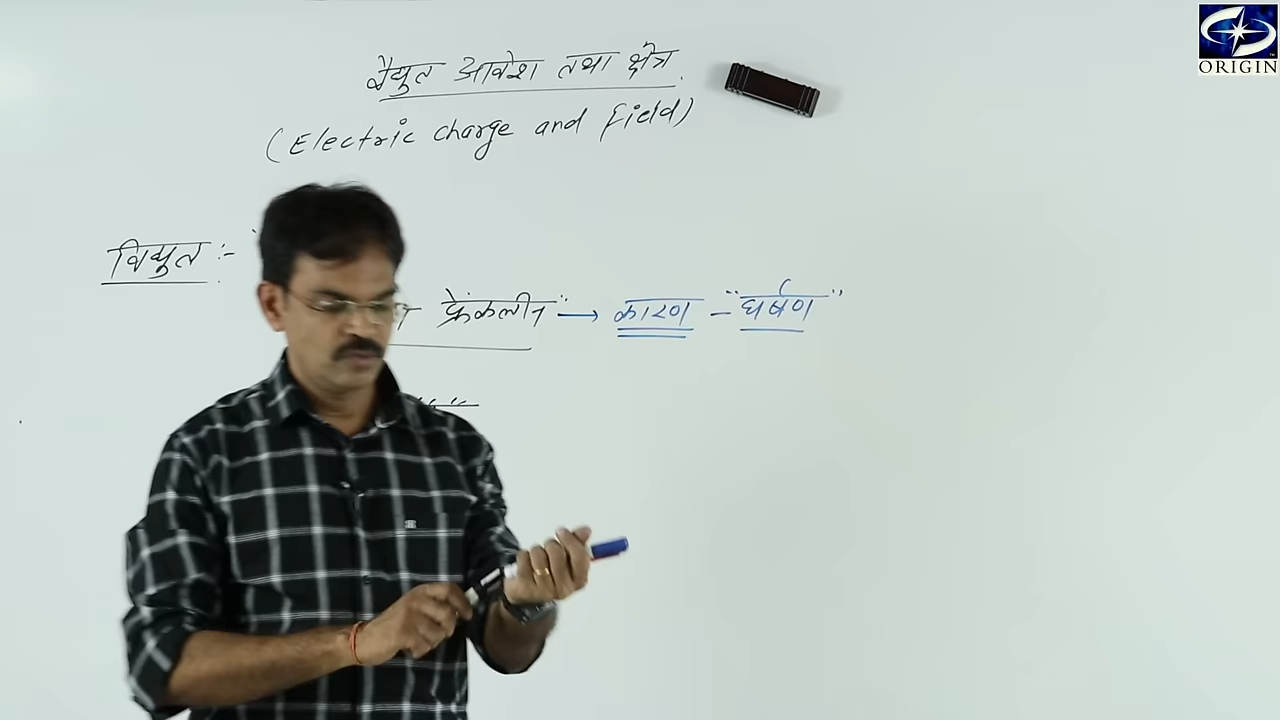 वैद्युत आवेश तथा क्षेत्र.
(Electric charge and field)
विद्युत :-
फ्रेंकलीन" → कारण - "घर्षण"
ORIGIN